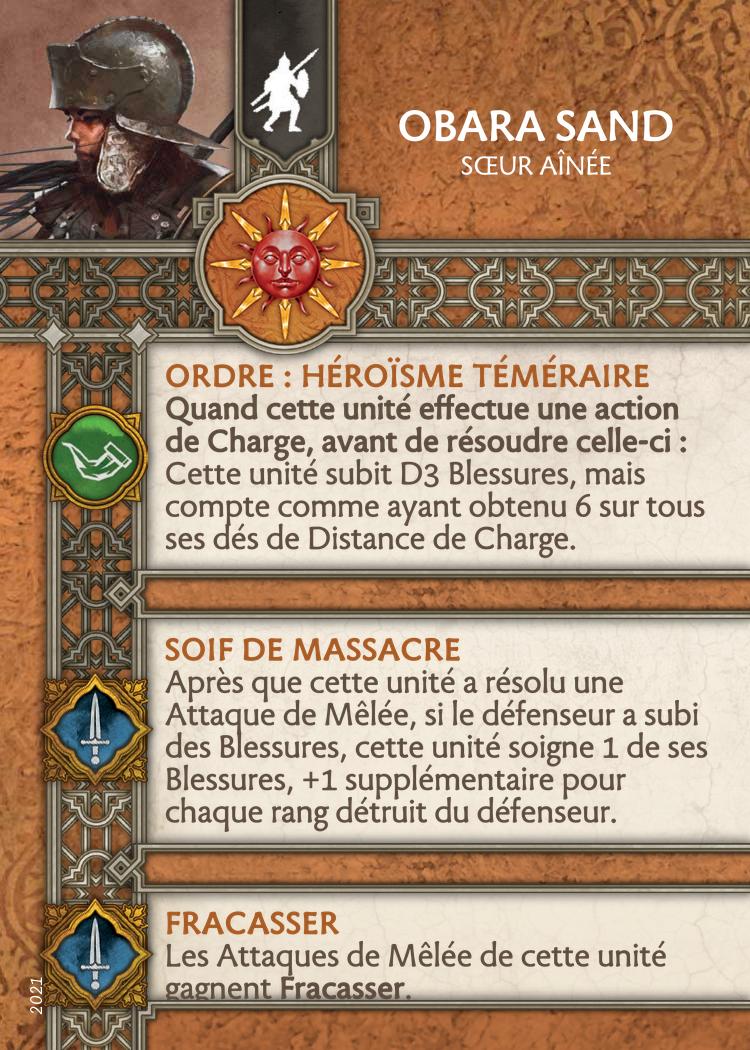 OBARA SAND
SŒUR AÎNÉE
ORDRE : HÉROÏSME TÉMÉRAIRE
Quand cette unité effectue une action
de Charge, avant de résoudre celle-ci :
Cette unité subit D3 Blessures, mais
compte comme ayant obtenu 6 sur tous
ses dés de Distance de Charge.
SOIF DE MASSACRE
Après que cette unité a résolu une
Attaque de Mêlée, si le défenseur a subi
des Blessures, cette unité soigne 1 de ses
Blessures, +1 supplémentaire pour
chaque rang détruit du défenseur.
FRACASSER
Les Attaques de Mêlée de cette unité
gagnent Fracasser.
2021